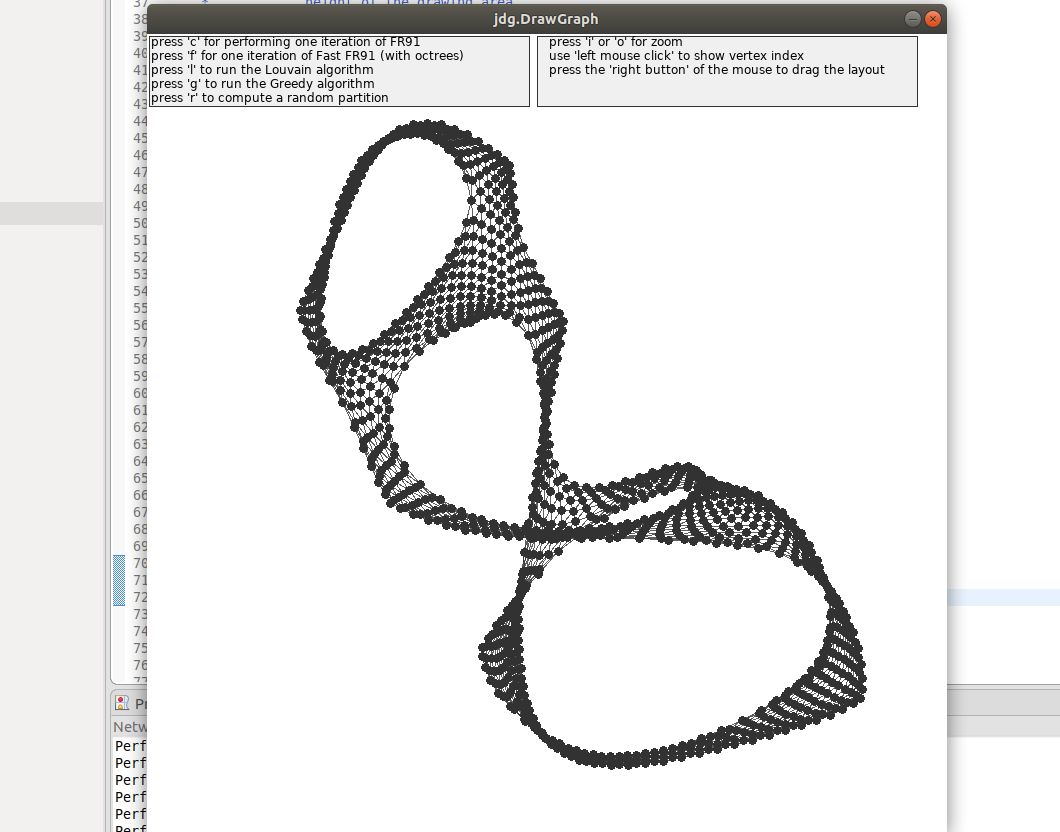 height of the drawing area
jdg.DrawGraph
press 'c' for performing one iteration of FR91
press 'f' for one iteration of Fast FR91 (with octrees)
press 'l' to run the Louvain algorithm
press 'g' to run the Greedy algorithm
press 'r' to compute a random partition
press 'i' or 'o' for zoom
use 'left mouse click' to show vertex index
press the 'right button' of the mouse to drag the layout
37
38
39
40
41
42
43
44
45
46
47
48
49
50
51
52
53
54
55
56
57
58
59
60
61
62
63
64
65
66
67
68
69
70
71
72
73
74
75
76
77
Pr
Netw
Perf
Perf
Perf
Perf
Perf
Perf